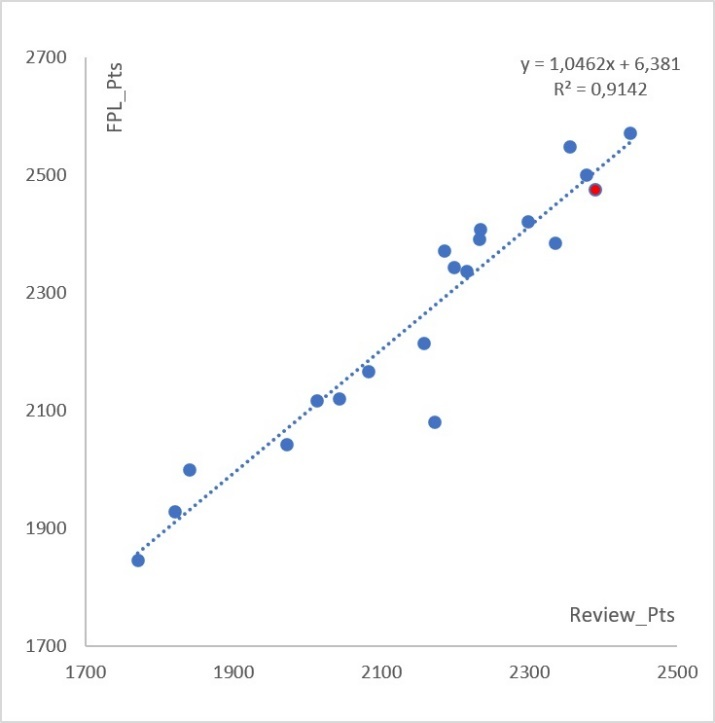 2700
FPL_Pts
y = 1,0462x + 6,381
R² = 0,9142
2500
2300
2100
1900
Review_Pts
1700
1700 1900 2100 2300 2500